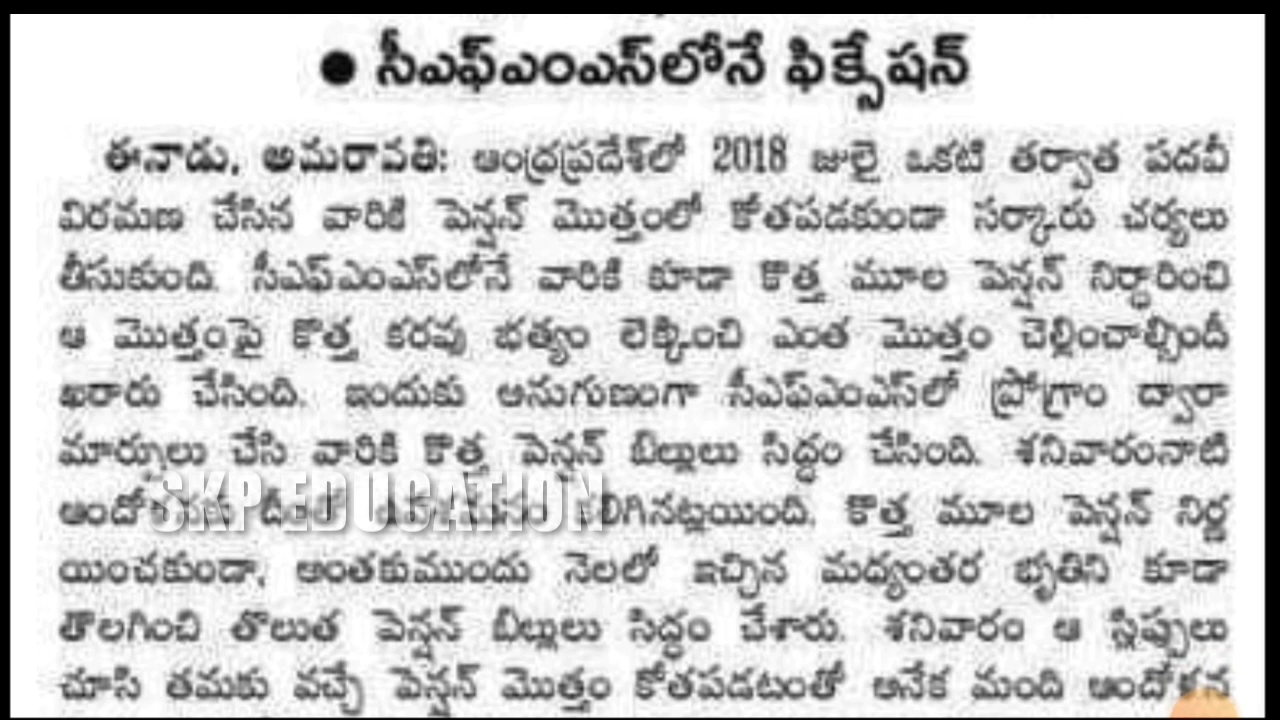 ● సీఎఫ్ఎంఎస్‌లోనే ఫిక్సేషన్
ఈనాడు, అమరావతి: ఆంధ్రప్రదేశ్‌లో 2018 జులై ఒకటి తర్వాత పదవీ
విరమణ చేసిన వారికి పెన్షన్ మొత్తంలో కోతపడకుండా సర్కారు చర్యలు
తీసుకుంది. సీఎఫ్ఎంఎస్‌లోనే వారికి కూడా కొత్త మూల పెన్షన్ నిర్ధారించి
ఆ మొత్తంపై కొత్త కరవు భత్యం లెక్కించి ఎంత మొత్తం చెల్లించాల్సిందీ
ఖరారు చేసింది. ఇందుకు అనుగుణంగా సీఎఫ్ఎంఎస్‌లో ప్రోగ్రాం ద్వారా
మార్పులు చేసి వారికి కొత్త పెన్షన్ బిల్లులు సిద్ధం చేసింది. శనివారంనాటి
SKP EDUCATION
దీంతో కొత్త మూల పెన్షన్ నిర్ణ
యించకుండా, అంతకుముందు నెలలో ఇచ్చిన మధ్యంతర భృతిని కూడా
తొలగించి తొలుత పెన్షన్ బిల్లులు సిద్ధం చేశారు. శనివారం ఆ స్లిప్పులు
చూసి తమకు వచ్చే పెన్షన్ మొత్తం కోతపడటంతో అనేక మంది ఆందోళన